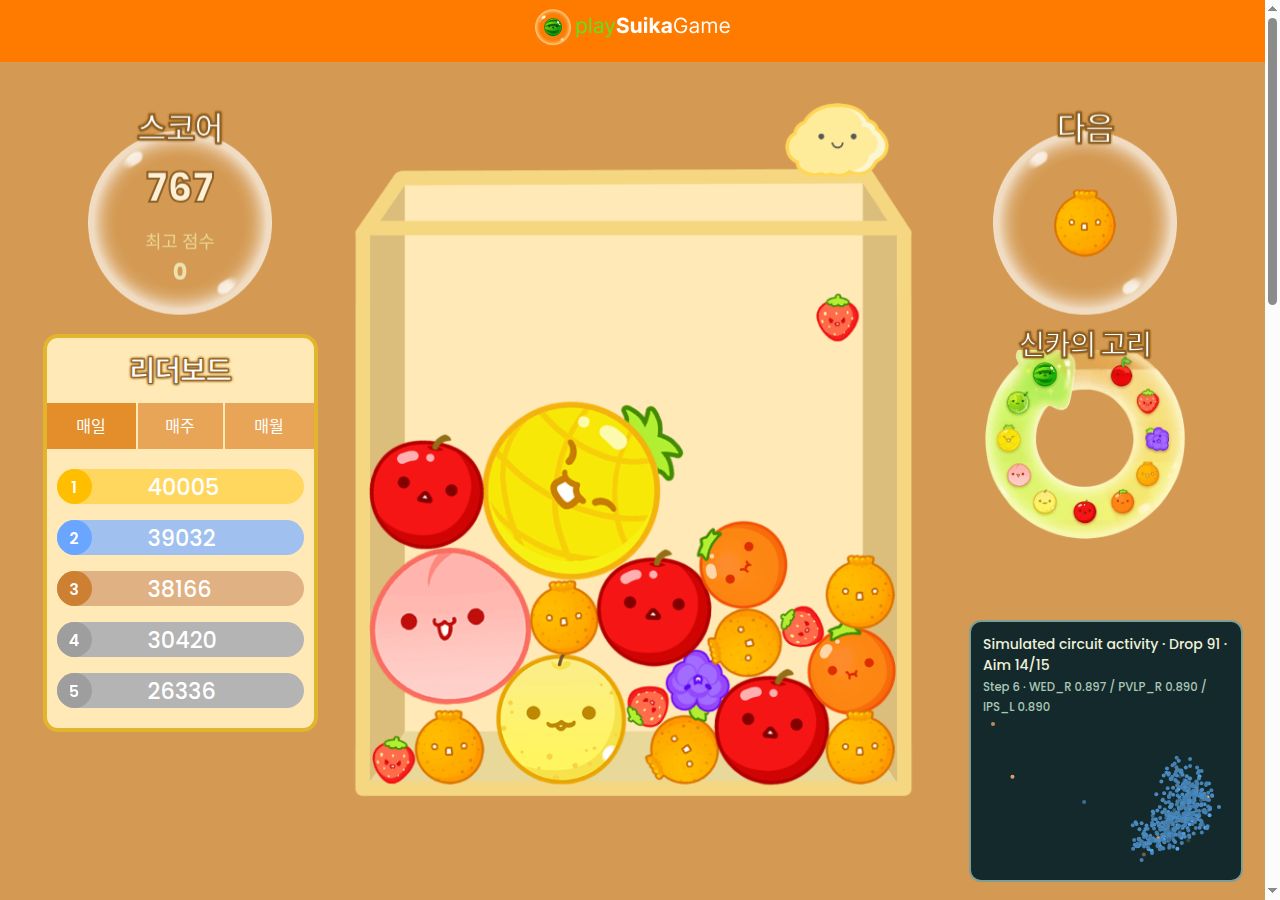 playSuikaGame
스코어
767
최고 점수
0
리더보드
매일 매주 매월
1 40005
2 39032
3 38166
4 30420
5 26336
다음
신카의 고리
Simulated circuit activity · Drop 91 ·
Aim 14/15
Step 6 · WED_R 0.897 / PVLP_R 0.890 /
IPS_L 0.890